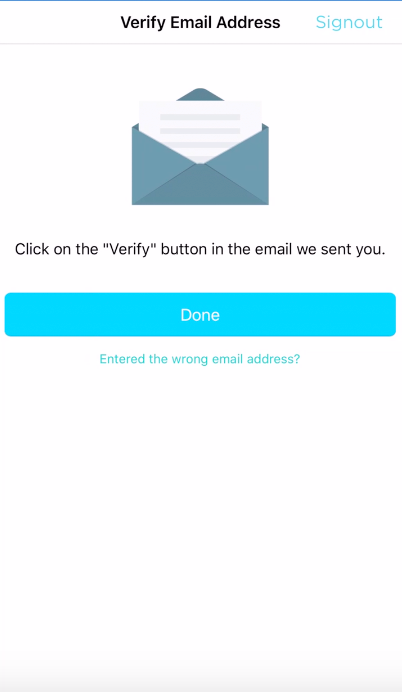 Verify Email Address Signout
Click on the "Verify" button in the email we sent you.
Done
Entered the wrong email address?